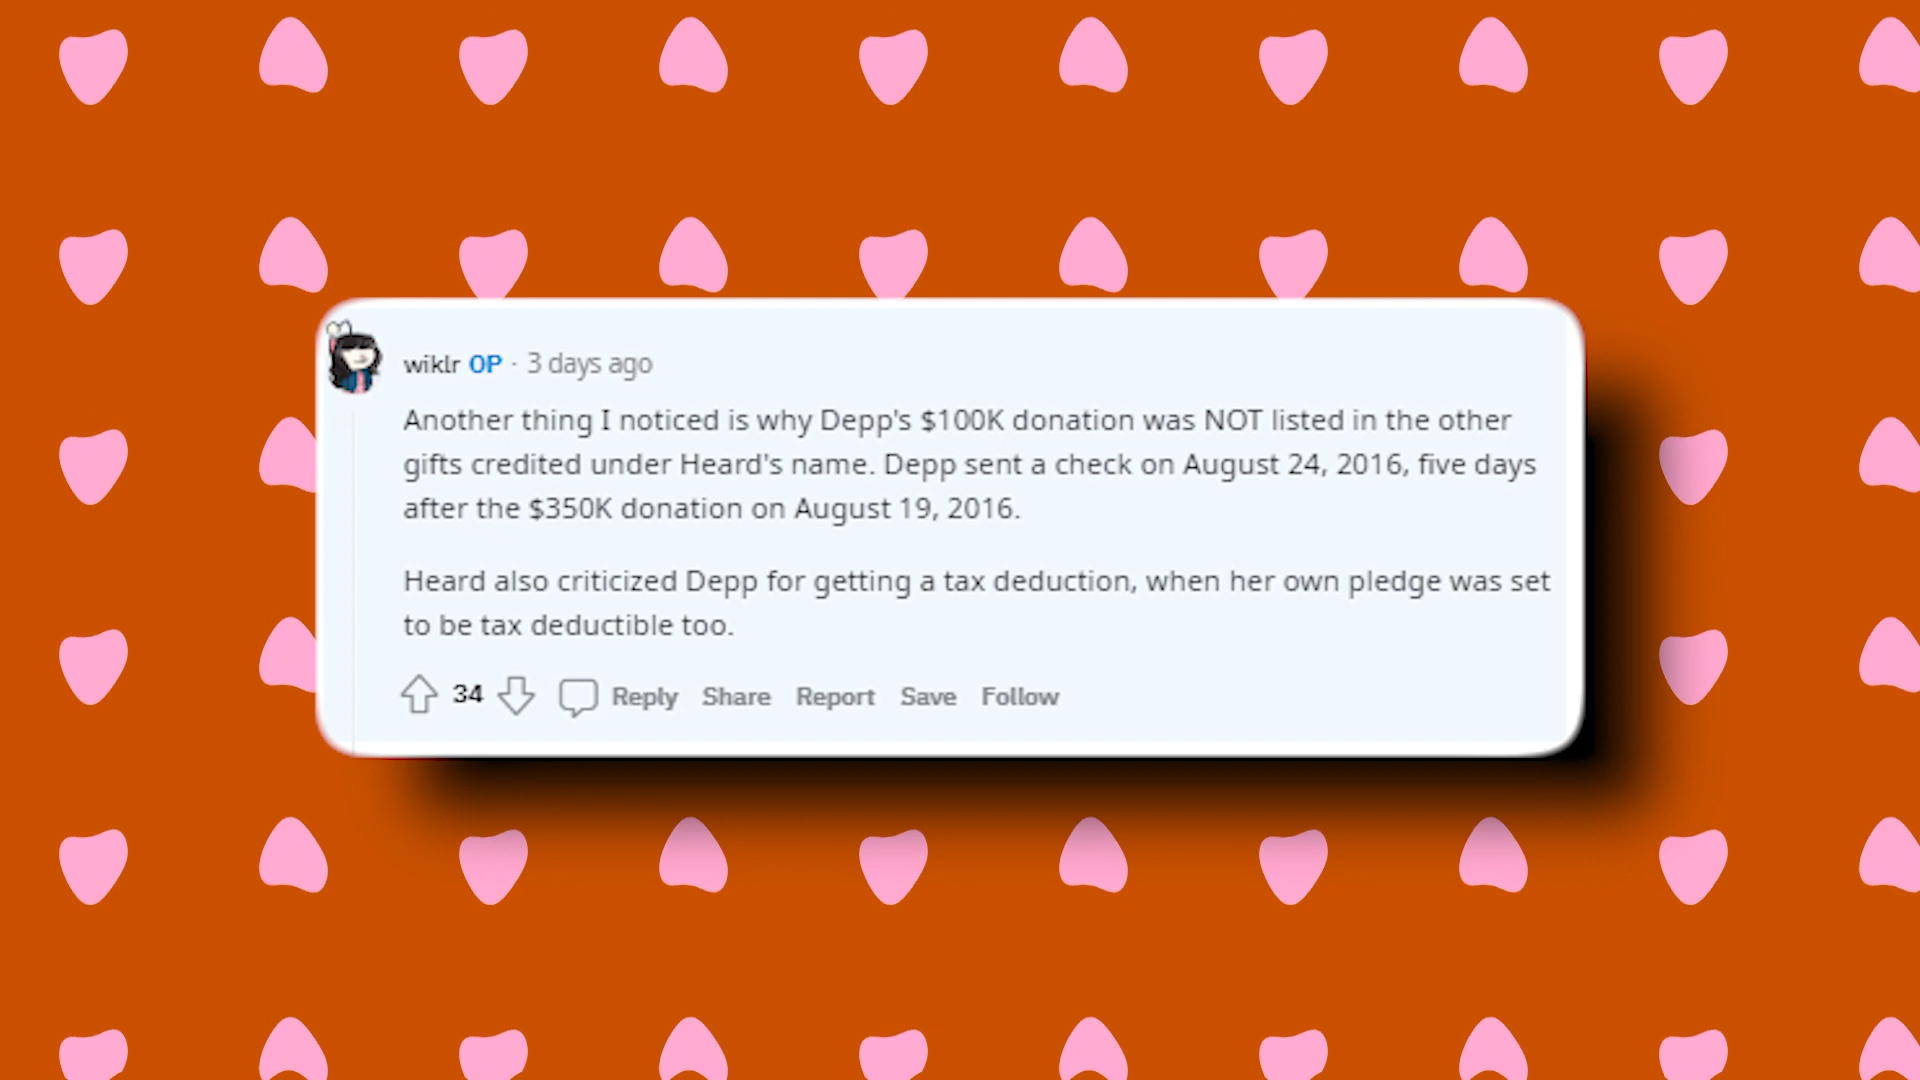 wiklr OP · 3 days ago
Another thing I noticed is why Depp's $100K donation was NOT listed in the other
gifts credited under Heard's name. Depp sent a check on August 24, 2016, five days
after the $350K donation on August 19, 2016.
Heard also criticized Depp for getting a tax deduction, when her own pledge was set
to be tax deductible too.
34 Reply Share Report Save Follow